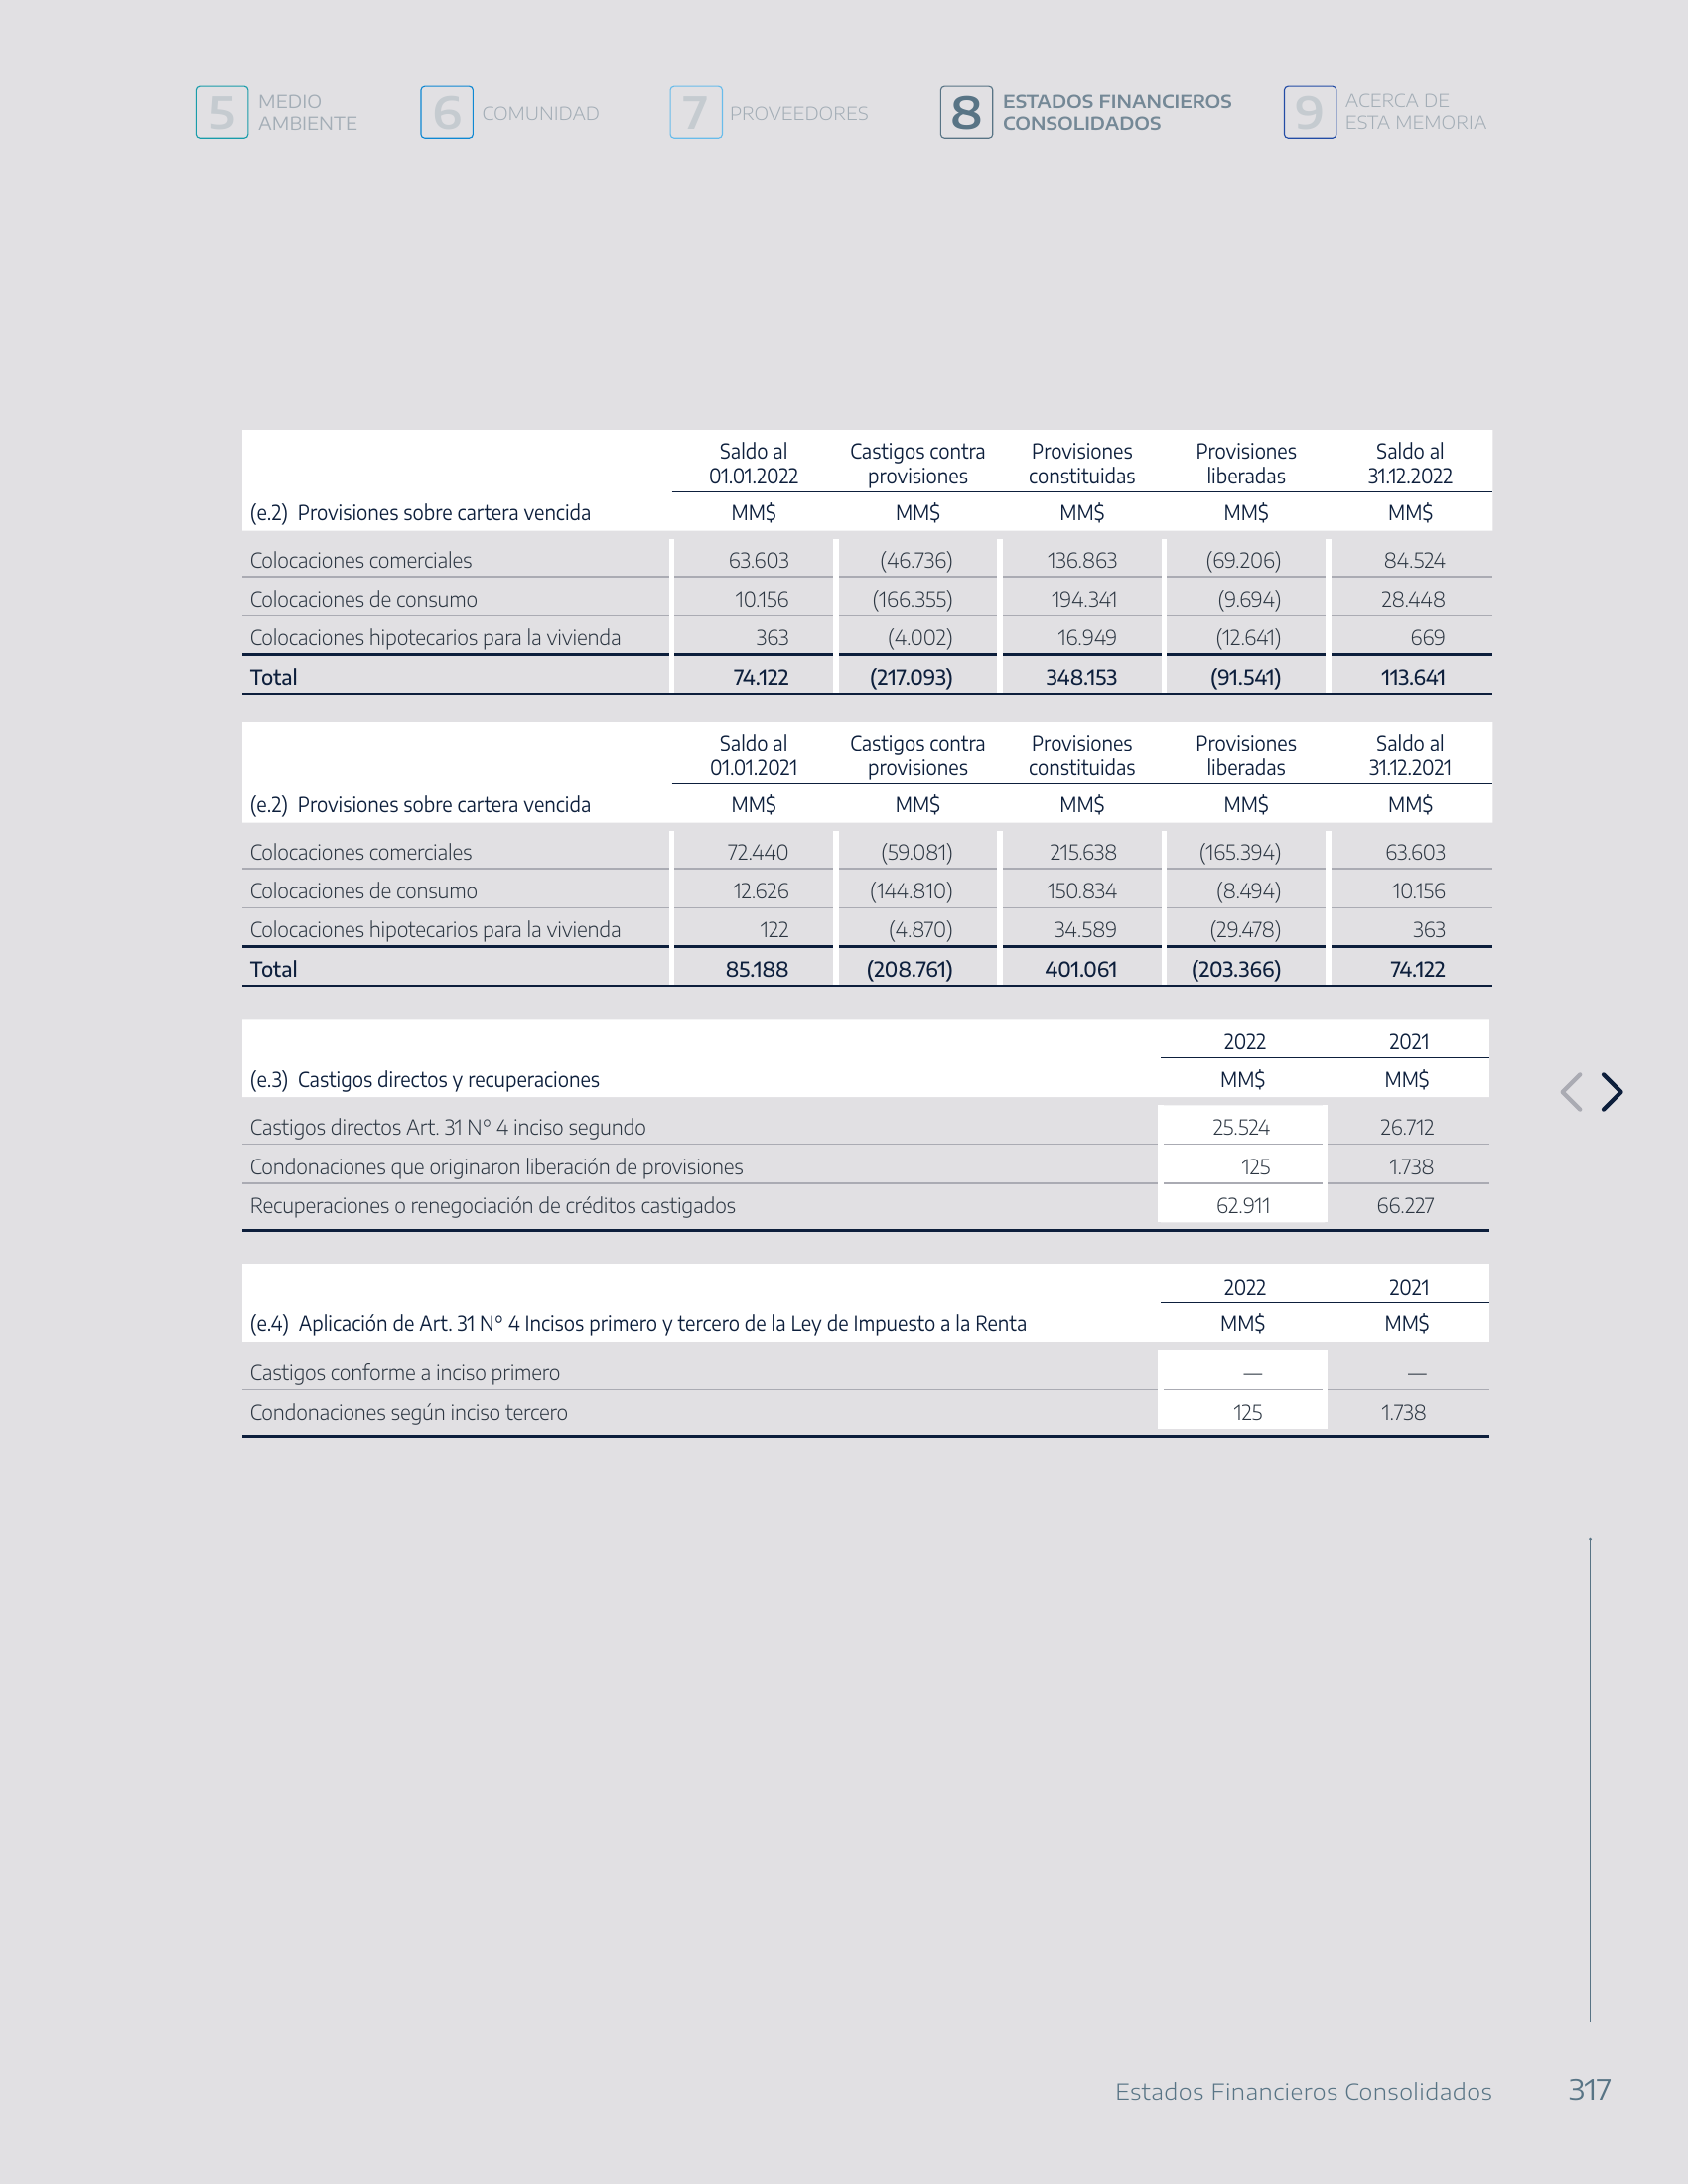 5 MEDIO AMBIENTE
6 COMUNIDAD
7 PROVEEDORES
8 ESTADOS FINANCIEROS CONSOLIDADOS
9 ACERCA DE ESTA MEMORIA
Saldo al 01.01.2022 Castigos contra provisiones Provisiones constituidas Provisiones liberadas Saldo al 31.12.2022
(e.2) Provisiones sobre cartera vencida MM$ MM$ MM$ MM$ MM$
Colocaciones comerciales 63.603 (46.736) 136.863 (69.206) 84.524
Colocaciones de consumo 10.156 (166.355) 194.341 (9.694) 28.448
Colocaciones hipotecarios para la vivienda 363 (4.002) 16.949 (12.641) 669
Total 74.122 (217.093) 348.153 (91.541) 113.641
Saldo al 01.01.2021 Castigos contra provisiones Provisiones constituidas Provisiones liberadas Saldo al 31.12.2021
(e.2) Provisiones sobre cartera vencida MM$ MM$ MM$ MM$ MM$
Colocaciones comerciales 72.440 (59.081) 215.638 (165.394) 63.603
Colocaciones de consumo 12.626 (144.810) 150.834 (8.494) 10.156
Colocaciones hipotecarios para la vivienda 122 (4.870) 34.589 (29.478) 363
Total 85.188 (208.761) 401.061 (203.366) 74.122
2022 2021
(e.3) Castigos directos y recuperaciones MM$ MM$
Castigos directos Art. 31 N° 4 inciso segundo 25.524 26.712
Condonaciones que originaron liberación de provisiones 125 1.738
Recuperaciones o renegociación de créditos castigados 62.911 66.227
2022 2021
(e.4) Aplicación de Art. 31 N° 4 Incisos primero y tercero de la Ley de Impuesto a la Renta MM$ MM$
Castigos conforme a inciso primero — —
Condonaciones según inciso tercero 125 1.738
Estados Financieros Consolidados 317